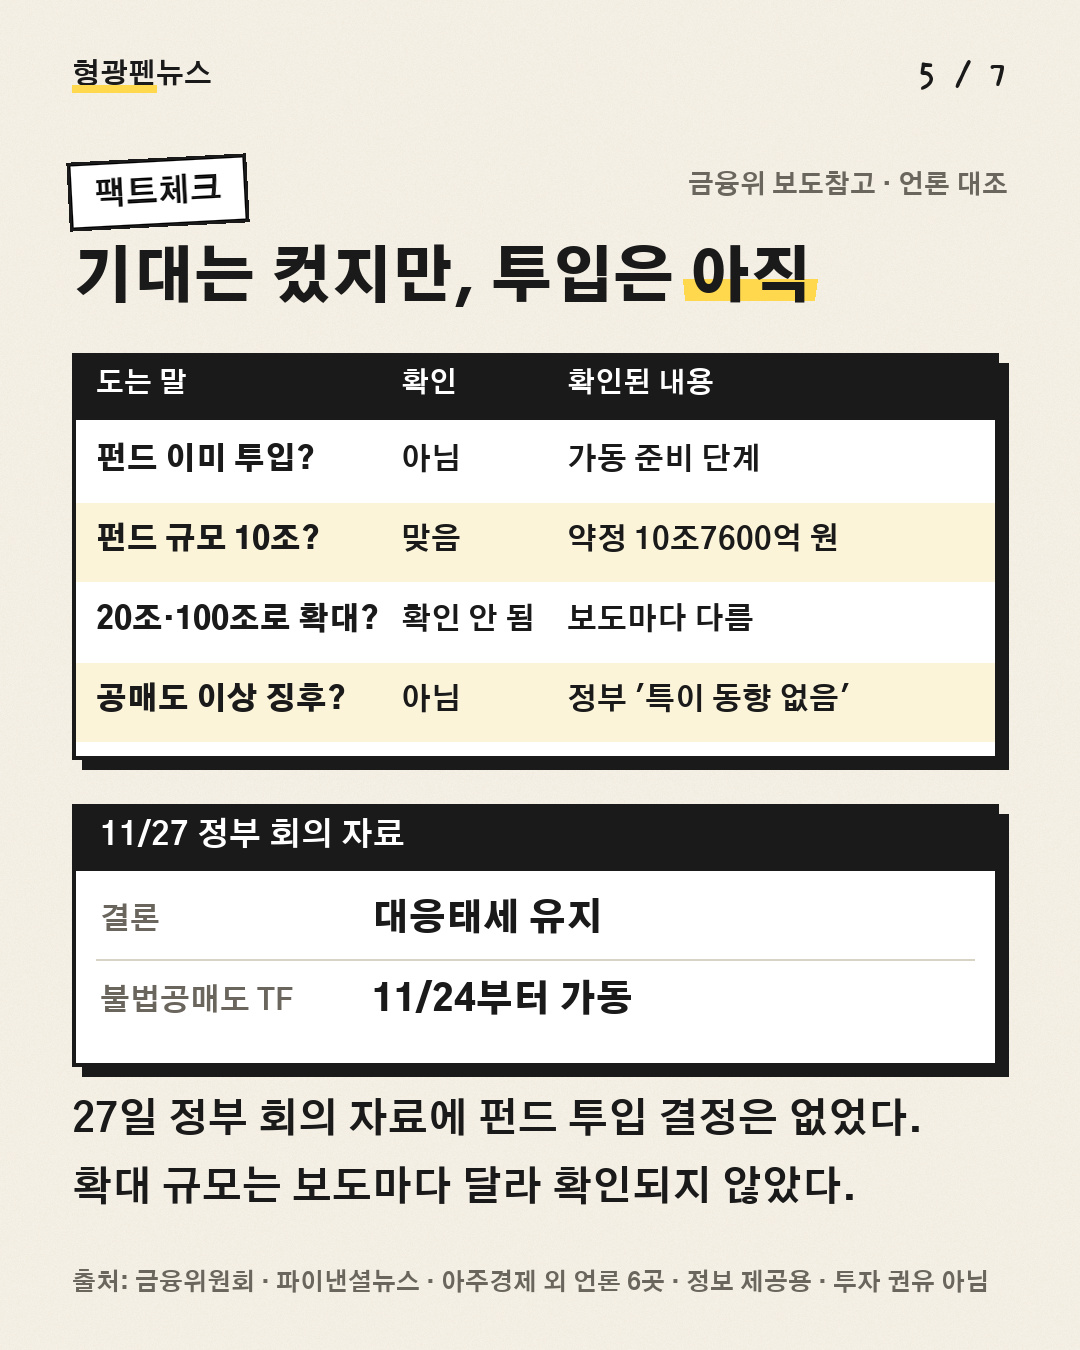 형광펜뉴스
5 / 7
팩트체크
금융위 보도참고 · 언론 대조
기대는 컸지만, 투입은 아직
도는 말 확인 확인된 내용
펀드 이미 투입? 아님 가동 준비 단계
펀드 규모 10조? 맞음 약정 10조7600억 원
20조·100조로 확대? 확인 안 됨 보도마다 다름
공매도 이상 징후? 아님 정부 '특이 동향 없음'
11/27 정부 회의 자료
결론 대응태세 유지
불법공매도 TF 11/24부터 가동
27일 정부 회의 자료에 펀드 투입 결정은 없었다.
확대 규모는 보도마다 달라 확인되지 않았다.
출처: 금융위원회 · 파이낸셜뉴스 · 아주경제 외 언론 6곳 · 정보 제공용 · 투자 권유 아님